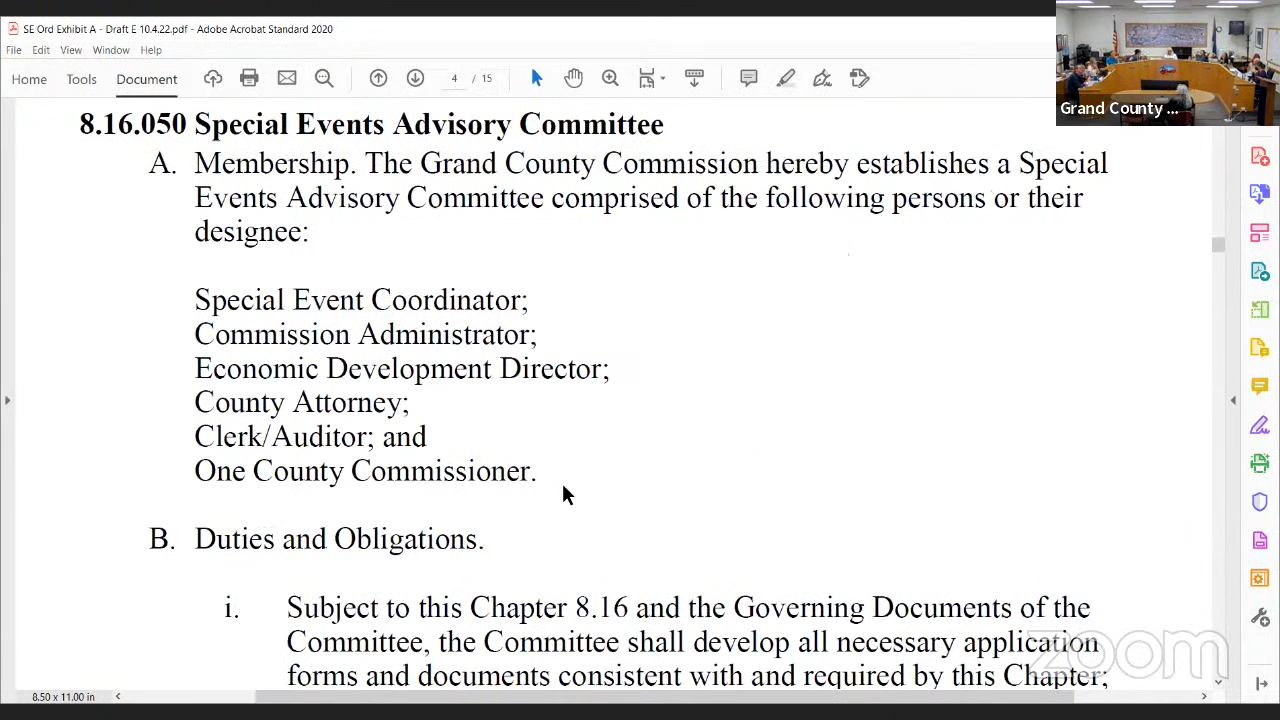 SE Ord Exhibit A - Draft E 10.4.22.pdf - Adobe Acrobat Standard 2020
File Edit View Window Help
Home Tools Document 4 / 15
Grand County ...
8.16.050 Special Events Advisory Committee
A. Membership. The Grand County Commission hereby establishes a Special
Events Advisory Committee comprised of the following persons or their
designee:
Special Event Coordinator;
Commission Administrator;
Economic Development Director;
County Attorney;
Clerk/Auditor; and
One County Commissioner.
B. Duties and Obligations.
i. Subject to this Chapter 8.16 and the Governing Documents of the
Committee, the Committee shall develop all necessary application
forms and documents consistent with and required by this Chapter;
zoom
8.50 x 11.00 in